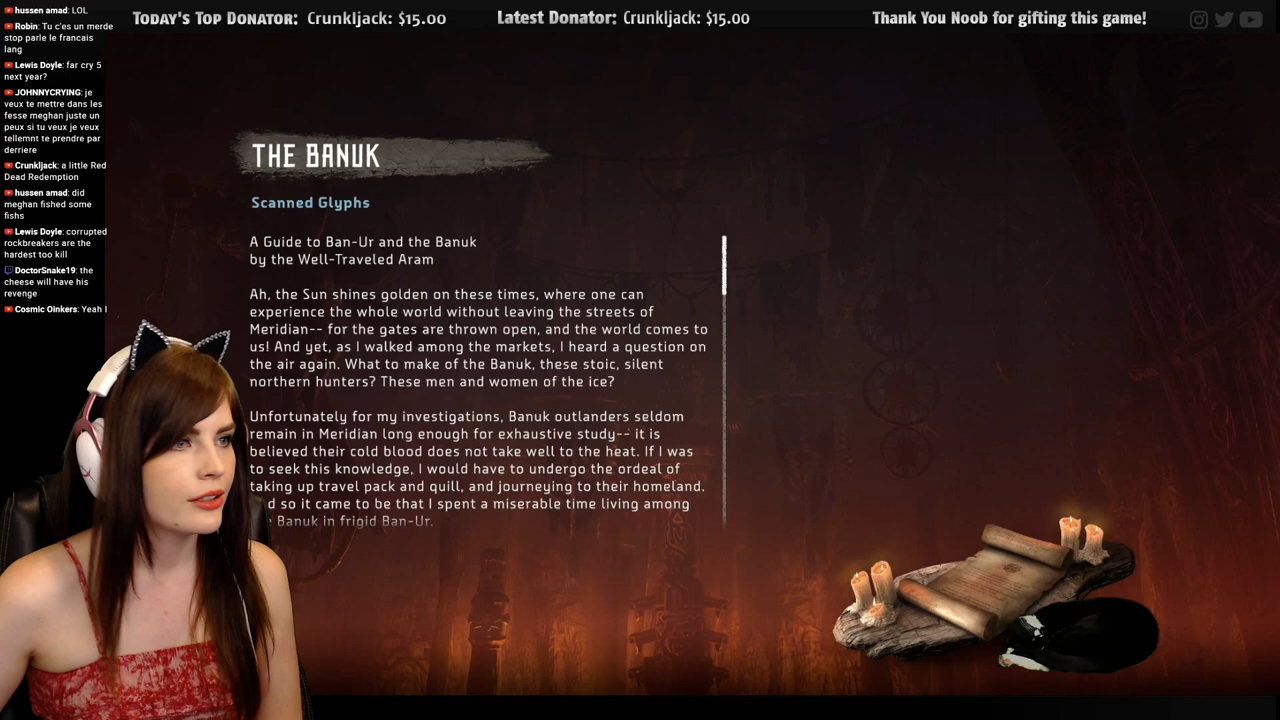 Today's Top Donator: Crunkljack: $15.00
Latest Donator: Crunkljack: $15.00
Thank You Noob for gifting this game!
hussen amad: LOL
Robin: Tu c'es un merde
stop parle le francais
lang
Lewis Doyle: far cry 5
next year?
JOHNNYCRYING: je
veux te mettre dans les
fesse meghan juste un
peux si tu veux je veux
tellemnt te prendre par
derriere
Crunkljack: a little Red
Dead Redemption
hussen amad: did
meghan fished some
fishs
Lewis Doyle: corrupted
rockbreakers are the
hardest too kill
DoctorSnake19: the
cheese will have his
revenge
Cosmic Oinkers: Yeah I
THE BANUK
Scanned Glyphs
A Guide to Ban-Ur and the Banuk
by the Well-Traveled Aram
Ah, the Sun shines golden on these times, where one can
experience the whole world without leaving the streets of
Meridian-- for the gates are thrown open, and the world comes to
us! And yet, as I walked among the markets, I heard a question on
the air again. What to make of the Banuk, these stoic, silent
northern hunters? These men and women of the ice?
Unfortunately for my investigations, Banuk outlanders seldom
remain in Meridian long enough for exhaustive study-- it is
believed their cold blood does not take well to the heat. If I was
to seek this knowledge, I would have to undergo the ordeal of
taking up travel pack and quill, and journeying to their homeland.
d so it came to be that I spent a miserable time living among
Banuk in frigid Ban-Ur.